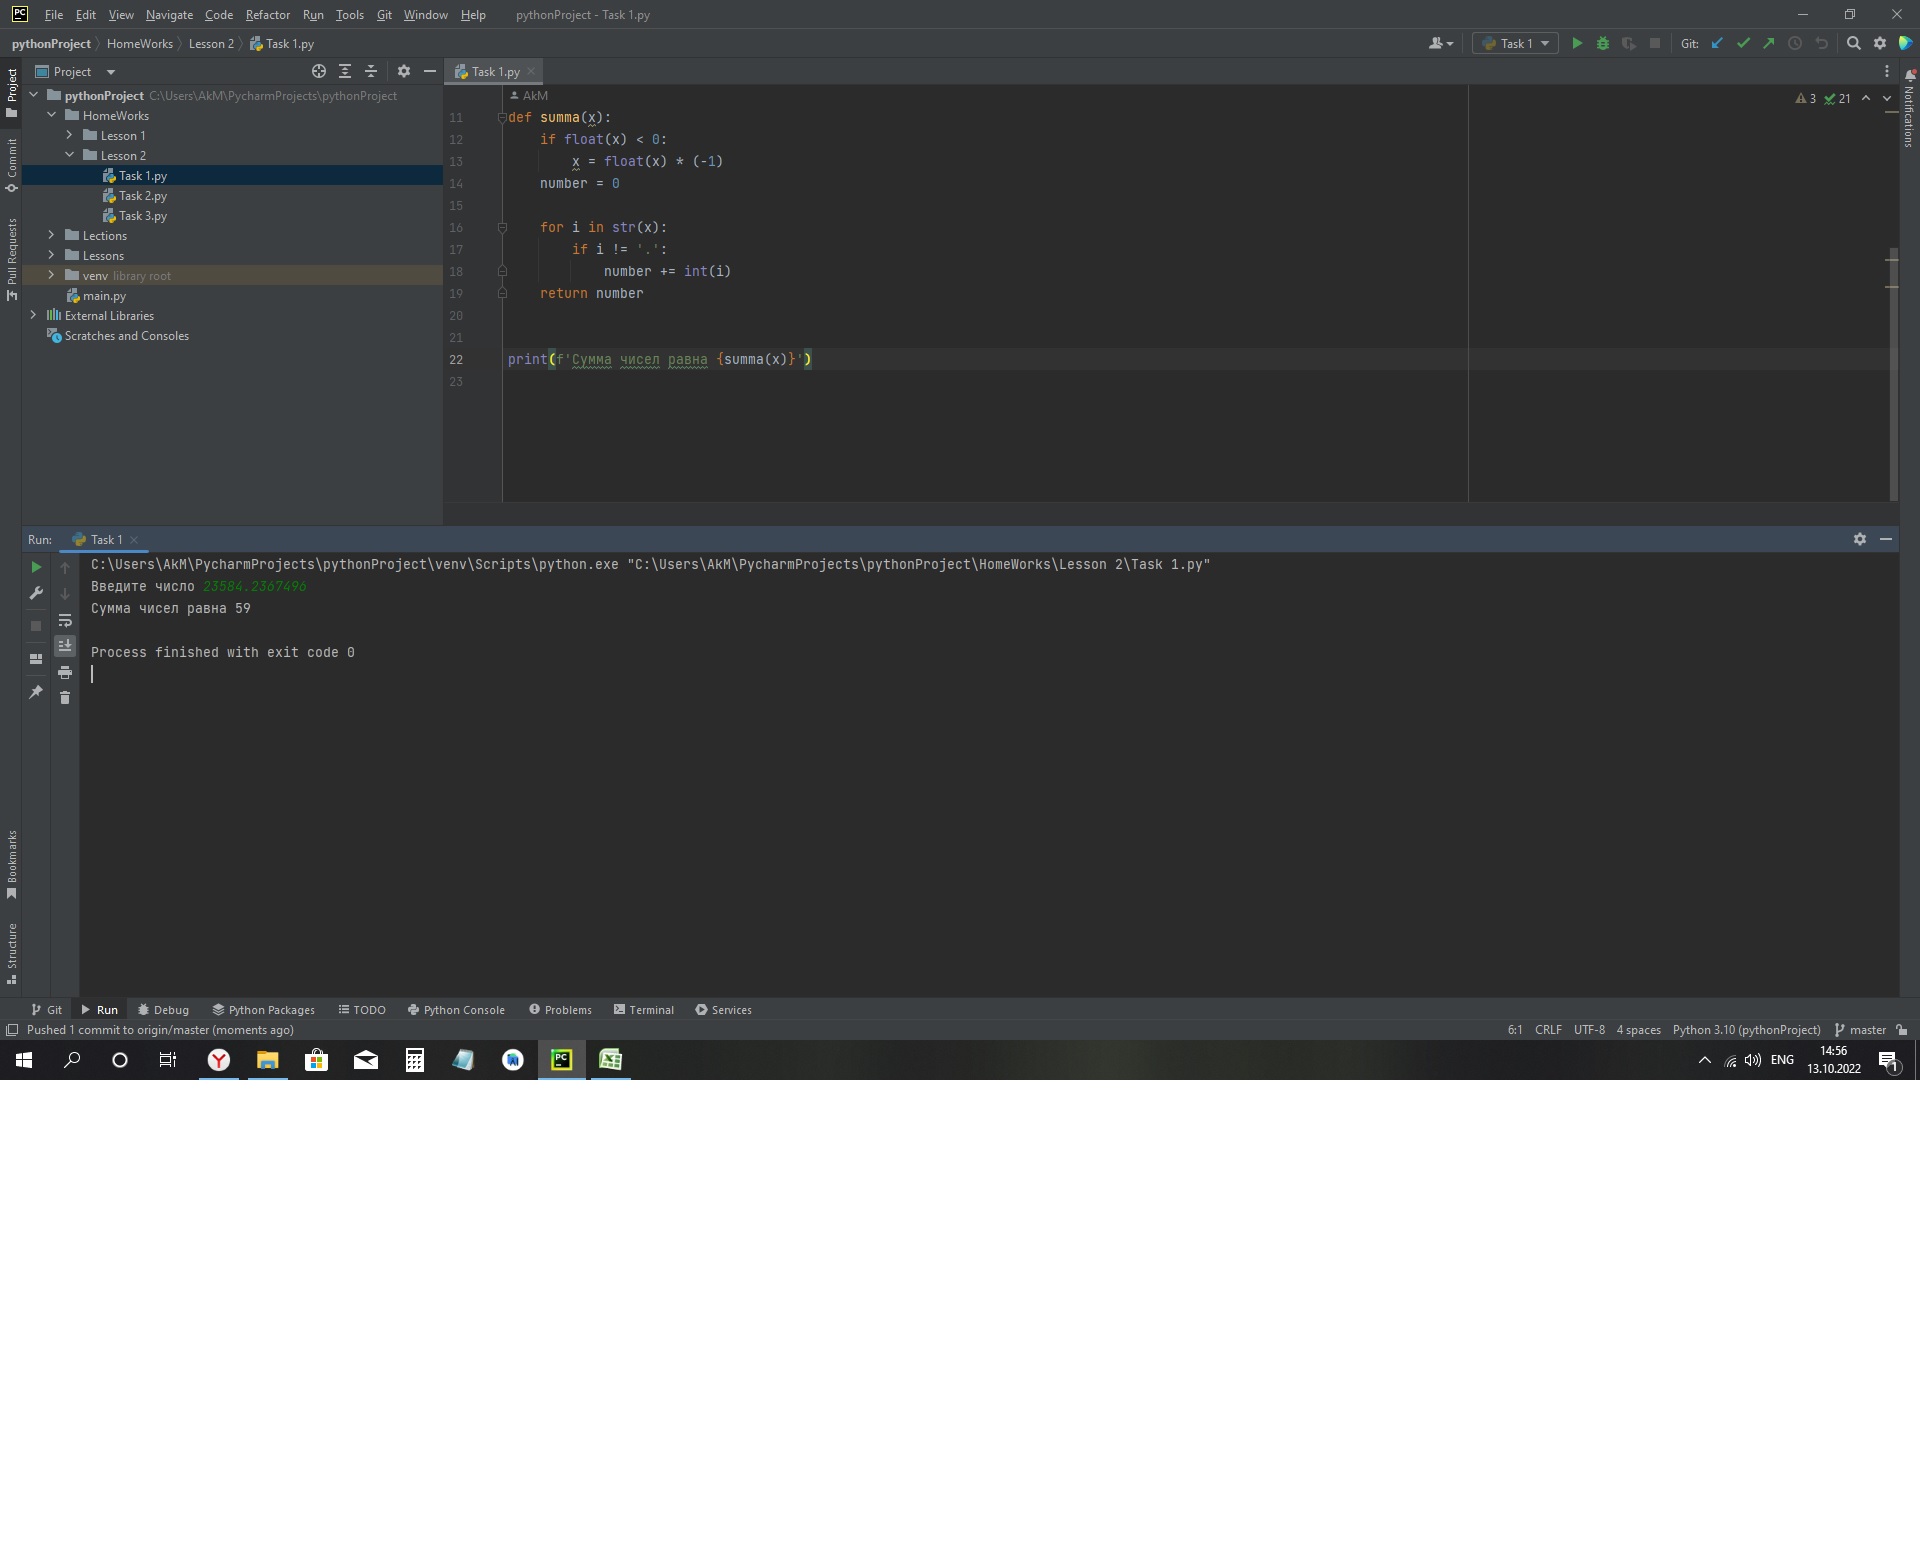 File Edit View Navigate Code Refactor Run Tools Git Window Help pythonProject - Task 1.py
pythonProject HomeWorks Lesson 2 Task 1.py
Task 1
Git:
Project
Task 1.py
pythonProject C:\Users\AkM\PycharmProjects\pythonProject
HomeWorks
Lesson 1
Lesson 2
Task 1.py
Task 2.py
Task 3.py
Lections
Lessons
venv library root
main.py
External Libraries
Scratches and Consoles
Project
Commit
Pull Requests
Bookmarks
Structure
Notifications
AkM
3 21
11 def summa(x):
12 if float(x) < 0:
13 x = float(x) * (-1)
14 number = 0
15
16 for i in str(x):
17 if i != '.':
18 number += int(i)
19 return number
20
21
22 print(f'Сумма чисел равна {summa(x)}')
23
Run: Task 1
C:\Users\AkM\PycharmProjects\pythonProject\venv\Scripts\python.exe "C:\Users\AkM\PycharmProjects\pythonProject\HomeWorks\Lesson 2\Task 1.py"
Введите число 23584.2367496
Сумма чисел равна 59
Process finished with exit code 0
Git Run Debug Python Packages TODO Python Console Problems Terminal Services
Pushed 1 commit to origin/master (moments ago)
6:1 CRLF UTF-8 4 spaces Python 3.10 (pythonProject) master
ENG
14:56
13.10.2022
1